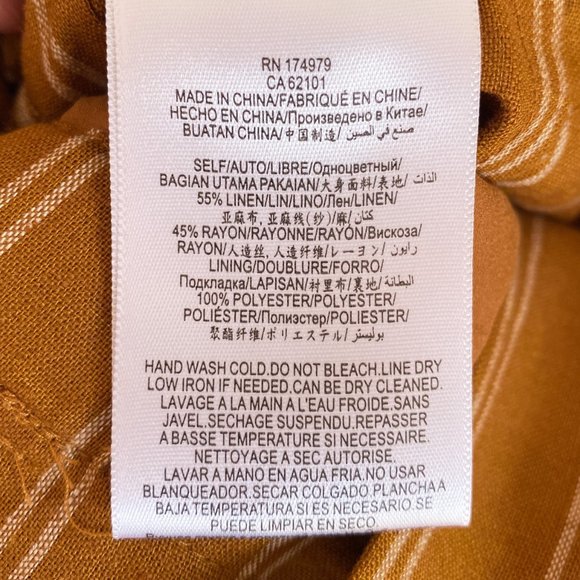 RN 174979
CA 62101
MADE IN CHINA/FABRIQUÉ EN CHINE/
HECHO EN CHINA/Произведено в Китае/
BUATAN CHINA/中国制造/صنع في الصين
SELF/AUTO/LIBRE/Одноцветный/
BAGIAN UTAMA PAKAIAN/大身面料/表地/الذات
55% LINEN/LIN/LINO/Лен/LINEN/
亚麻布,亚麻线(纱)/麻/كتان
45% RAYON/RAYONNE/RAYÓN/Вискоза/
RAYON/人造丝,人造纤维/レーヨン/رايون
LINING/DOUBLURE/FORRO/
Подкладка/LAPISAN/衬里布/裏地/البطانة
100% POLYESTER/POLYESTER/
POLIÉSTER/Полиэстер/POLIESTER/
聚酯纤维/ポリエステル/بوليستر
HAND WASH COLD.DO NOT BLEACH.LINE DRY
LOW IRON IF NEEDED.CAN BE DRY CLEANED.
LAVAGE A LA MAIN A L'EAU FROIDE.SANS
JAVEL.SECHAGE SUSPENDU.REPASSER
A BASSE TEMPERATURE SI NÉCESSAIRE.
NETTOYAGE A SEC AUTORISE.
LAVAR A MANO EN AGUA FRIA.NO USAR
BLANQUEADOR.SECAR COLGADO.PLANCHA A
BAJA TEMPERATURA SI ES NECESARIO.SE
PUEDE LIMPIAR EN SECO.